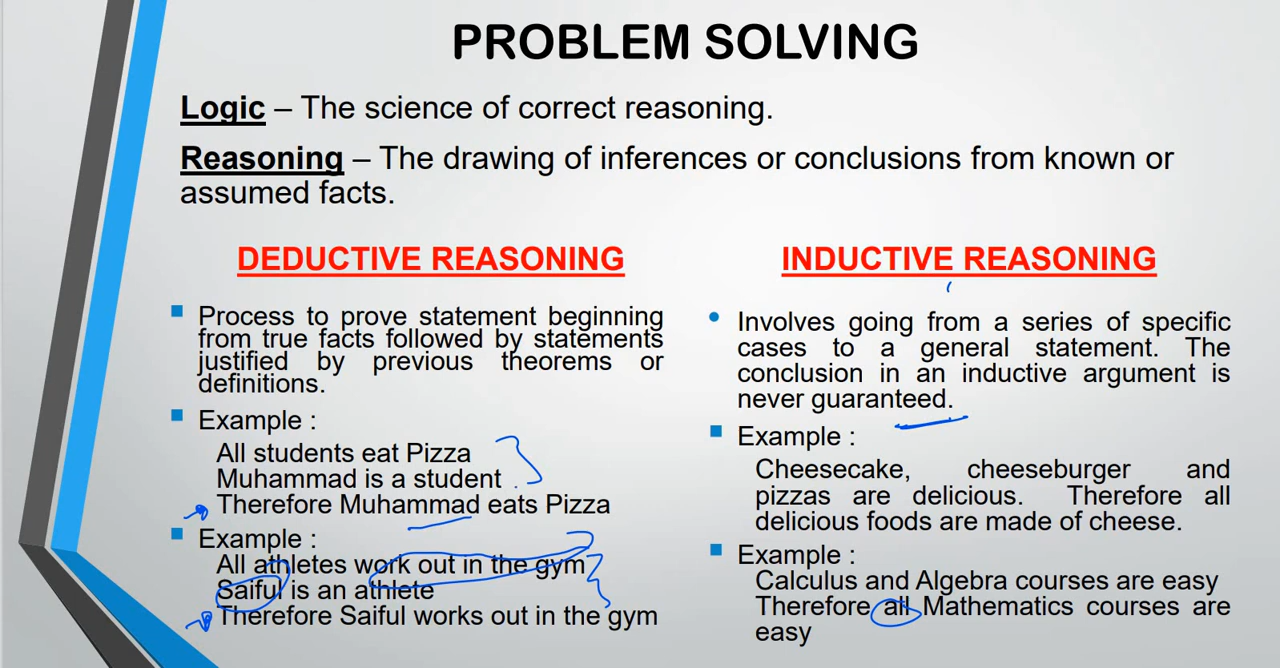 PROBLEM SOLVING
Logic – The science of correct reasoning.
Reasoning – The drawing of inferences or conclusions from known or
assumed facts.
DEDUCTIVE REASONING
Process to prove statement beginning
from true facts followed by statements
justified by previous theorems or
definitions.
Example :
All students eat Pizza
Muhammad is a student
Therefore Muhammad eats Pizza
Example :
All athletes work out in the gym
Saiful is an athlete
Therefore Saiful works out in the gym
INDUCTIVE REASONING
Involves going from a series of specific
cases to a general statement. The
conclusion in an inductive argument is
never guaranteed.
Example :
Cheesecake, cheeseburger and
pizzas are delicious. Therefore all
delicious foods are made of cheese.
Example :
Calculus and Algebra courses are easy
Therefore all Mathematics courses are
easy